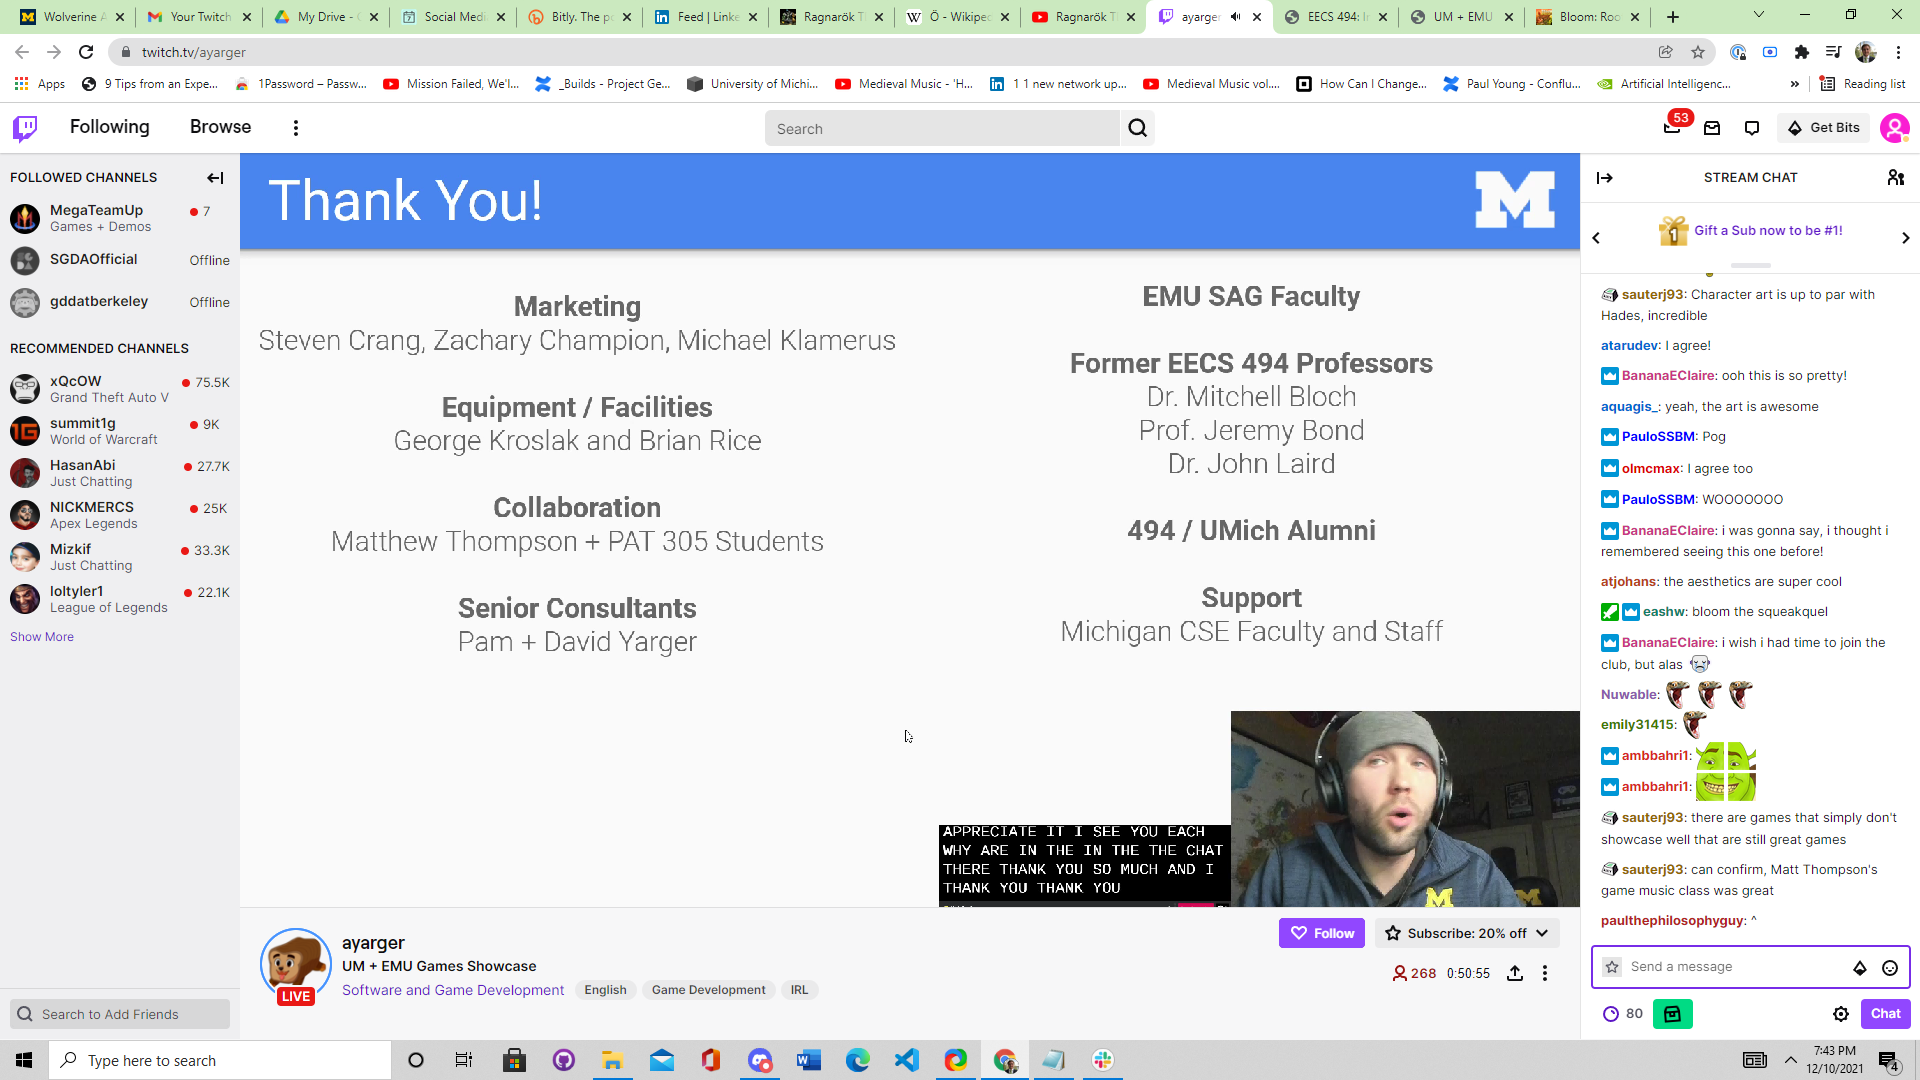 Wolverine A
Your Twitch
My Drive - G
Social Medi
Bitly. The po
Feed | Linke
Ragnarök T
Ö - Wikiped
Ragnarök T
ayarger
EECS 494: I
UM + EMU
Bloom: Roo
twitch.tv/ayarger
Apps
9 Tips from an Expe...
1Password – Passw...
Mission Failed, We'l...
_Builds - Project Ge...
University of Michi...
Medieval Music - 'H...
1 1 new network up...
Medieval Music vol....
How Can I Change...
Paul Young - Conflu...
Artificial Intelligenc...
»
Reading list
Following
Browse
Search
53
Get Bits
FOLLOWED CHANNELS
MegaTeamUp
7
Games + Demos
SGDAOfficial
Offline
gddatberkeley
Offline
RECOMMENDED CHANNELS
xQcOW
75.5K
Grand Theft Auto V
summit1g
9K
World of Warcraft
HasanAbi
27.7K
Just Chatting
NICKMERCS
25K
Apex Legends
Mizkif
33.3K
Just Chatting
loltyler1
22.1K
League of Legends
Show More
Search to Add Friends
Thank You!
M
Marketing
Steven Crang, Zachary Champion, Michael Klamerus
Equipment / Facilities
George Kroslak and Brian Rice
Collaboration
Matthew Thompson + PAT 305 Students
Senior Consultants
Pam + David Yarger
EMU SAG Faculty
Former EECS 494 Professors
Dr. Mitchell Bloch
Prof. Jeremy Bond
Dr. John Laird
494 / UMich Alumni
Support
Michigan CSE Faculty and Staff
APPRECIATE IT I SEE YOU EACH
WHY ARE IN THE IN THE THE CHAT
THERE THANK YOU SO MUCH AND I
THANK YOU THANK YOU
M
ayarger
UM + EMU Games Showcase
LIVE
Software and Game Development
English
Game Development
IRL
Follow
Subscribe: 20% off
268
0:50:55
STREAM CHAT
1
Gift a Sub now to be #1!
sauterj93: Character art is up to par with
Hades, incredible
atarudev: I agree!
BananaEClaire: ooh this is so pretty!
aquagis_: yeah, the art is awesome
PauloSSBM: Pog
olmcmax: I agree too
PauloSSBM: WOOOOOOO
BananaEClaire: i was gonna say, i thought i
remembered seeing this one before!
atjohans: the aesthetics are super cool
eashw: bloom the squeakquel
BananaEClaire: i wish i had time to join the
club, but alas
Nuwable:
emily31415:
ambbahri1:
ambbahri1:
sauterj93: there are games that simply don't
showcase well that are still great games
sauterj93: can confirm, Matt Thompson's
game music class was great
paulthephilosophyguy: ^
Send a message
80
Chat
Type here to search
7:43 PM
12/10/2021
4